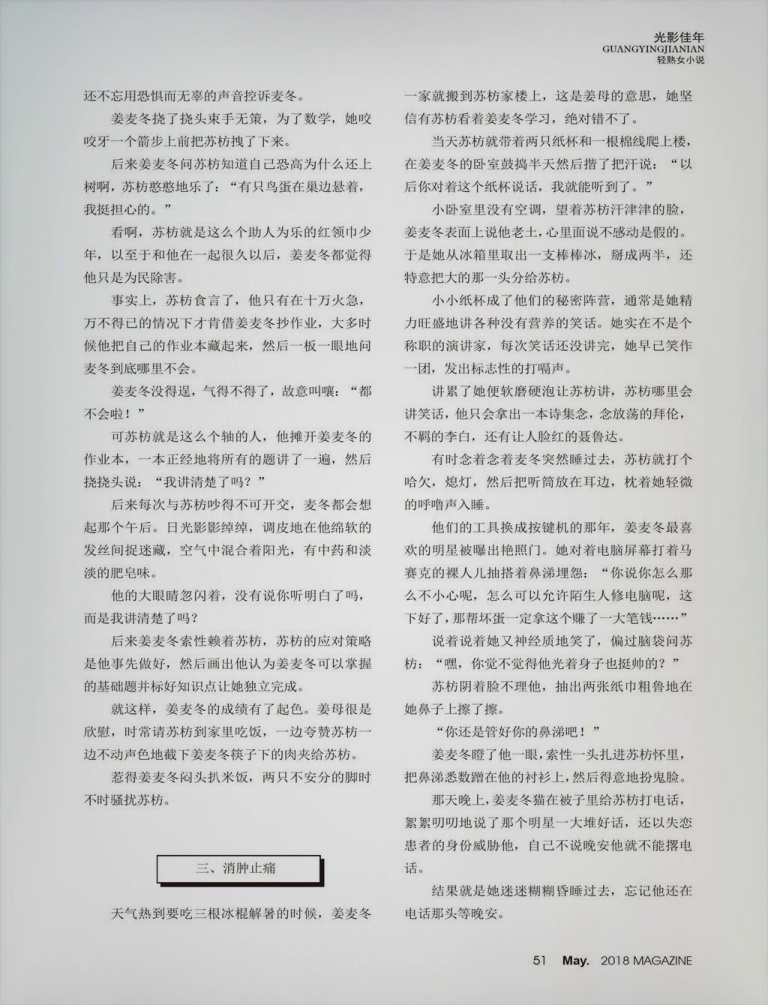 光影佳年
GUANGYINGJIANIAN
轻熟女小说
还不忘用恐惧而无辜的声音控诉麦冬。
姜麦冬挠了挠头束手无策，为了数学，她咬
咬牙一个箭步上前把苏枋拽了下来。
后来姜麦冬问苏枋知道自己恐高为什么还上
树啊，苏枋憨憨地乐了：“有只鸟蛋在巢边悬着，
我挺担心的。”
看啊，苏枋就是这么个助人为乐的红领巾少
年，以至于和他在一起很久以后，姜麦冬都觉得
他只是为民除害。
事实上，苏枋食言了，他只有在十万火急，
万不得已的情况下才肯借姜麦冬抄作业，大多时
候他把自己的作业本藏起来，然后一板一眼地问
麦冬到底哪里不会。
姜麦冬没得逞，气得不得了，故意叫嚷：“都
不会啦！”
可苏枋就是这么个轴的人，他摊开姜麦冬的
作业本，一本正经地将所有的题讲了一遍，然后
挠挠头说：“我讲清楚了吗？”
后来每次与苏枋吵得不可开交，麦冬都会想
起那个午后。日光影影绰绰，调皮地在他绵软的
发丝间捉迷藏，空气中混合着阳光，有中药和淡
淡的肥皂味。
他的大眼睛忽闪着，没有说你听明白了吗，
而是我讲清楚了吗？
后来姜麦冬索性赖着苏枋，苏枋的应对策略
是他事先做好，然后画出他认为姜麦冬可以掌握
的基础题并标好知识点让她独立完成。
就这样，姜麦冬的成绩有了起色。姜母很是
欣慰，时常请苏枋到家里吃饭，一边夸赞苏枋一
边不动声色地截下姜麦冬筷子下的肉夹给苏枋。
惹得姜麦冬闷头扒米饭，两只不安分的脚时
不时骚扰苏枋。
三、消肿止痛
天气热到要吃三根冰棍解暑的时候，姜麦冬
一家就搬到苏枋家楼上，这是姜母的意思，她坚
信有苏枋看着姜麦冬学习，绝对错不了。
当天苏枋就带着两只纸杯和一根棉线爬上楼，
在姜麦冬的卧室鼓捣半天然后揩了把汗说：“以
后你对着这个纸杯说话，我就能听到了。”
小卧室里没有空调，望着苏枋汗津津的脸，
姜麦冬表面上说他老土，心里面说不感动是假的。
于是她从冰箱里取出一支棒棒冰，掰成两半，还
特意把大的那一头分给苏枋。
小小纸杯成了他们的秘密阵营，通常是她精
力旺盛地讲各种没有营养的笑话。她实在不是个
称职的演讲家，每次笑话还没讲完，她早已笑作
一团，发出标志性的打嗝声。
讲累了她便软磨硬泡让苏枋讲，苏枋哪里会
讲笑话，他只会拿出一本诗集念，念放荡的拜伦，
不羁的李白，还有让人脸红的聂鲁达。
有时念着念着麦冬突然睡过去，苏枋就打个
哈欠，熄灯，然后把听筒放在耳边，枕着她轻微
的呼噜声入睡。
他们的工具换成按键机的那年，姜麦冬最喜
欢的明星被曝出艳照门。她对着电脑屏幕打着马
赛克的裸人儿抽搭着鼻涕埋怨：“你说你怎么那
么不小心呢，怎么可以允许陌生人修电脑呢，这
下好了，那帮坏蛋一定拿这个赚了一大笔钱……”
说着说着她又神经质地笑了，偏过脑袋问苏
枋：“嘿，你觉不觉得他光着身子也挺帅的？”
苏枋阴着脸不理他，抽出两张纸巾粗鲁地在
她鼻子上擦了擦。
“你还是管好你的鼻涕吧！”
姜麦冬瞪了他一眼，索性一头扎进苏枋怀里，
把鼻涕悉数蹭在他的衬衫上，然后得意地扮鬼脸。
那天晚上，姜麦冬猫在被子里给苏枋打电话，
絮絮叨叨地说了那个明星一大堆好话，还以失恋
患者的身份威胁他，自己不说晚安他就不能撂电
话。
结果就是她迷迷糊糊昏睡过去，忘记他还在
电话那头等晚安。
51 May. 2018 MAGAZINE